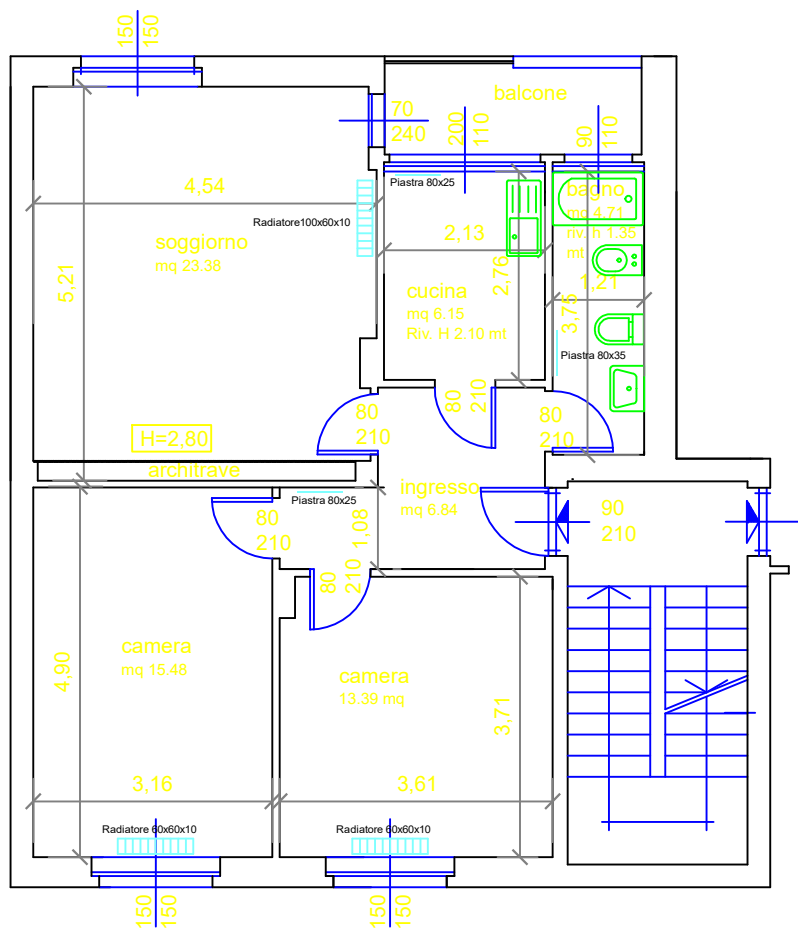 150
150
balcone
70
240
200
110
90
110
Piastra 80x25
bagno
mq 4.71
riv. h 1.35
mt
4,54
Radiatore100x60x10
soggiorno
mq 23.38
2,13
2,76
5,21
1,21
3,75
cucina
mq 6.15
Riv. H 2.10 mt
Piastra 80x35
80
210
80
210
80
210
H=2,80
architrave
ingresso
mq 6.84
Piastra 80x25
80
210
1,08
90
210
80
210
camera
mq 15.48
4,90
camera
13.39 mq
3,71
3,16
3,61
Radiatore 60x60x10
Radiatore 60x60x10
150
150
150
150